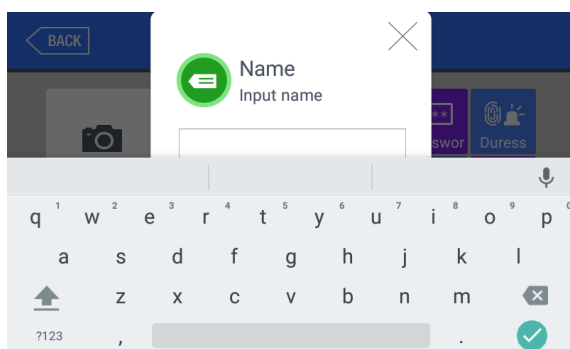 BACK
Name
Input name
**
swor
Duress
q 1 w 2 e 3 r 4 t 5 y 6 u 7 i 8 o 9 p 0
a s d f g h j k l
z x c v b n m
?123 , .